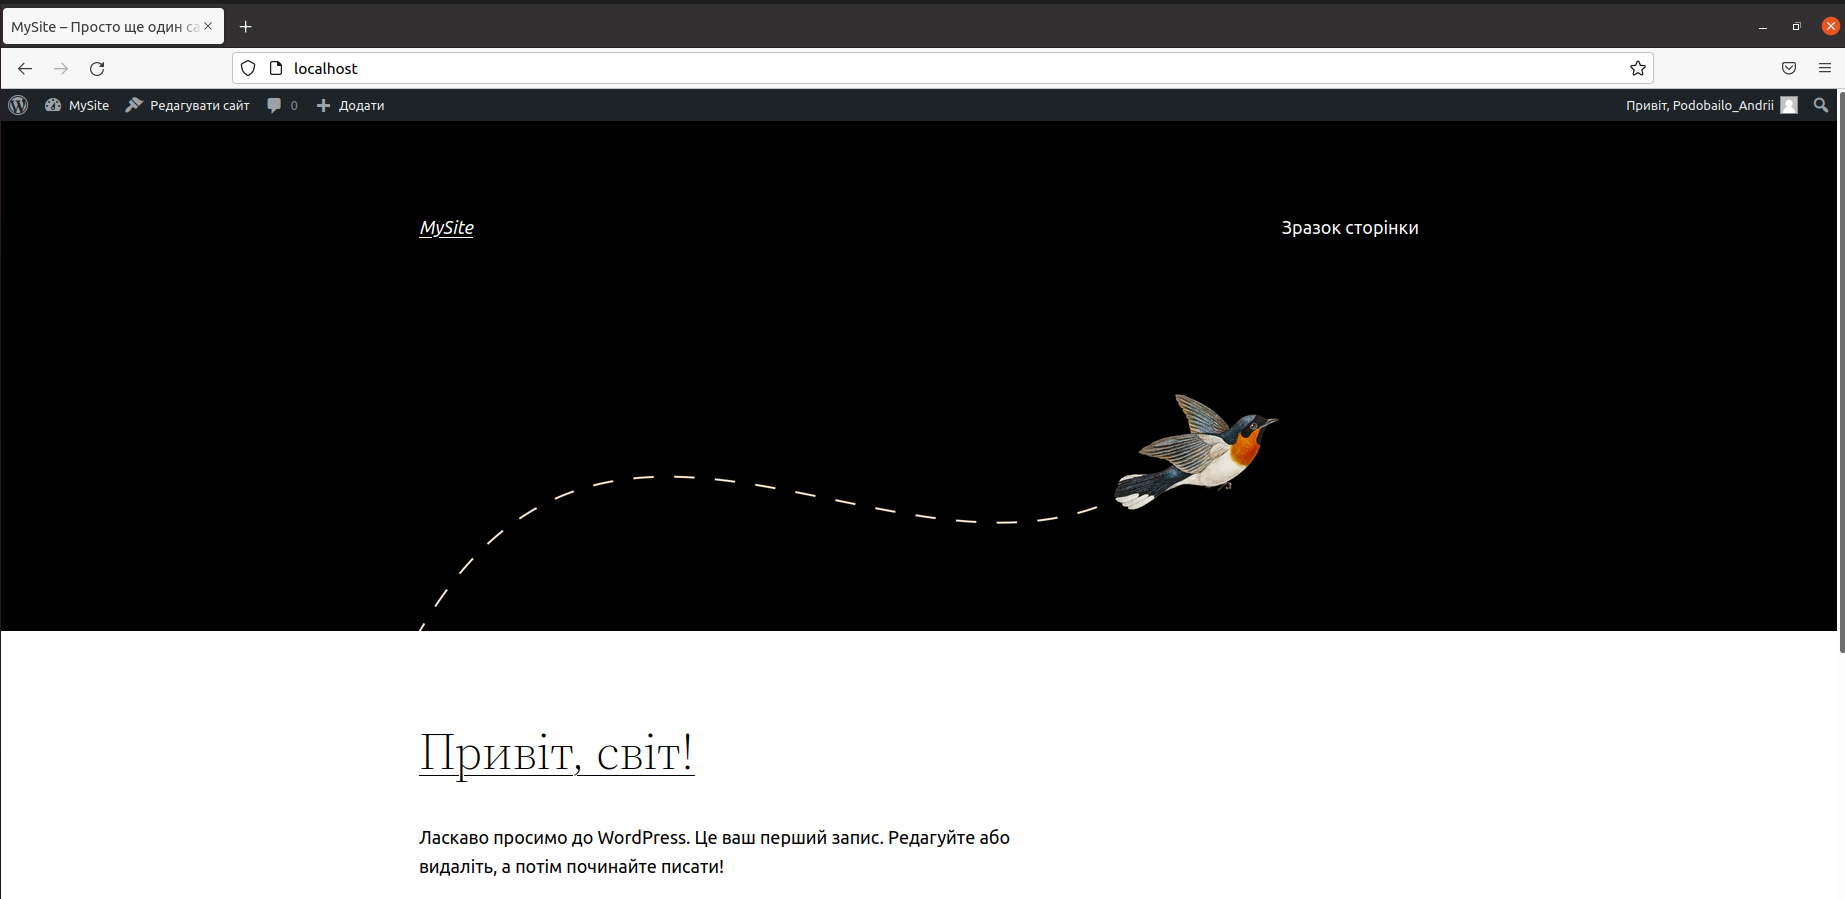 MySite – Просто ще один са
localhost
MySite Редагувати сайт 0 Додати Привіт, Podobailo_Andrii
MySite Зразок сторінки
Привіт, світ!
Ласкаво просимо до WordPress. Це ваш перший запис. Редагуйте або
видаліть, а потім починайте писати!